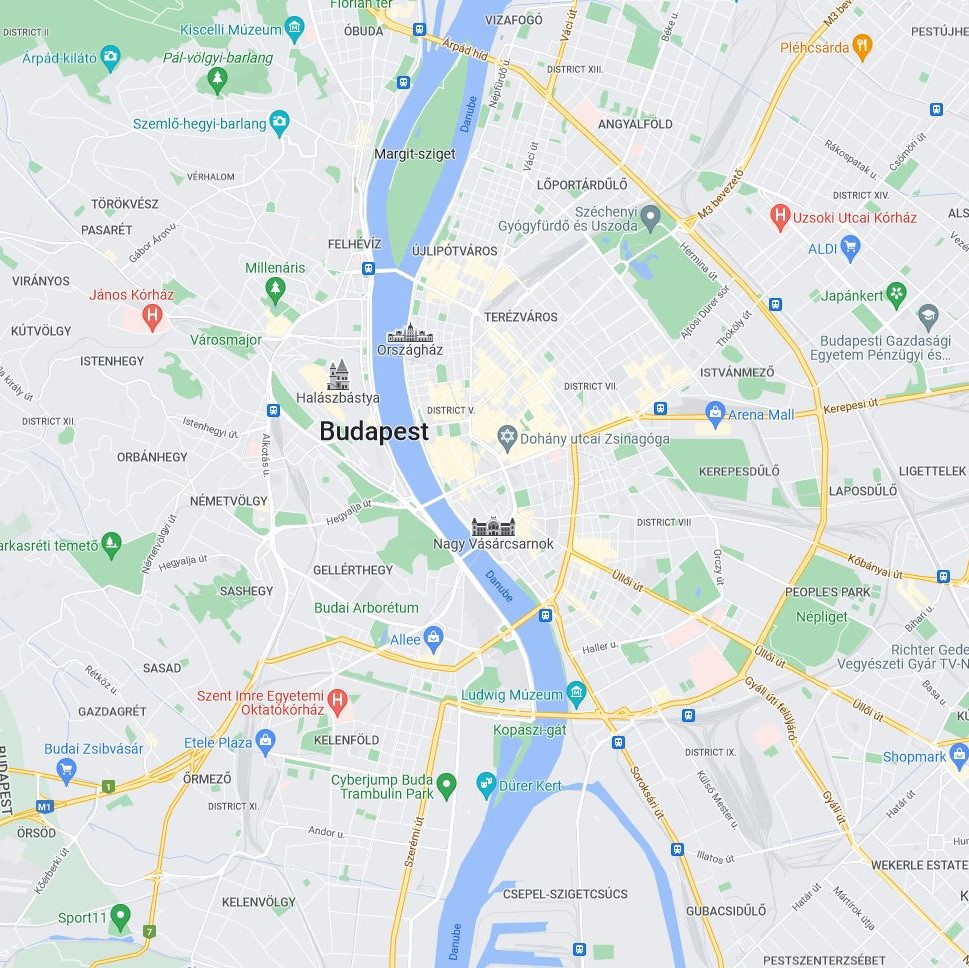 Flórián tér
VIZAFOGÓ
Váci út
Béke u.
M3 bev
DISTRICT II
Kiscelli Múzeum
ÓBUDA
Árpád híd
Pléhcsárda
PESTÚJHE
Árpád-kilátó
Pál-völgyi-barlang
Népfürdő u.
DISTRICT XIII.
Danube
Szemlő-hegyi-barlang
ANGYALFÖLD
Csömöri út
Margit-sziget
Váci út
Rákospatak u.
VÉRHALOM
LŐPORTÁRDŰLŐ
M3 bevezető
DISTRICT XIV.
TÖRÖKVÉSZ
Széchenyi
Gyógyfürdő és Uszoda
Uzsoki Utcai Kórház
ALS
PASARÉT
Gábor Áron u.
FELHÉVÍZ
ÚJLIPÓTVÁROS
Hermina út
ALDI
Vezé
VIRÁNYOS
Millenáris
János Kórház
Japánkert
KÚTVÖLGY
TERÉZVÁROS
Ajtósi Dürer sor
Thököly út
Városmajor
Országház
Budapesti Gazdasági
Egyetem Pénzügyi és...
ISTENHEGY
ISTVÁNMEZŐ
a király út
Halászbástya
DISTRICT VII.
DISTRICT V.
Arena Mall
Kerepesi út
DISTRICT XII.
Istenhegyi út.
Budapest
Dohány utcai Zsinagóga
Alkotás u.
ORBÁNHEGY
KEREPESDŰLŐ
LIGETTELEK
LAPOSDŰLŐ
NÉMETVÖLGY
Hegyalja út
DISTRICT VIII
Németvölgyi út
Nagy Vásárcsarnok
arkasréti temető
Hegyalja út
Orczy út
Kőbányai út
GELLÉRTHEGY
Üllői út
Danube
SASHEGY
PEOPLE'S PARK
Népliget
Budai Arborétum
Bihari u.
Allee
Haller u.
Üllői út
Richter Gede
Vegyészeti Gyár TV-N
SASAD
Rétköz u.
Szent Imre Egyetemi
Oktatókórház
Ludwig Múzeum
Gyáli út felüljáró
Üllői út
Basa u.
GAZDAGRÉT
Kopaszi-gát
KŰ
Budai Zsibvásár
Etele Plaza
KELENFÖLD
DISTRICT IX.
Shopmark
BUDAPEST
ŐRMEZŐ
Cyberjump Buda
Trambulin Park
Dürer Kert
Soroksári út
Külső Mester u.
1
M1
DISTRICT XI.
Gyáli út
Határ út
ÖRSÖD
Andor u.
Szerémi út
Illatos út
Hun
Kőérberki út
WEKERLE ESTATE
KELENVÖLGY
CSEPEL-SZIGETCSÚCS
Határ út
Mártírok útja
GUBACSIDŰLŐ
Sport11
7
Danube
PESTSZENTERZSÉBET